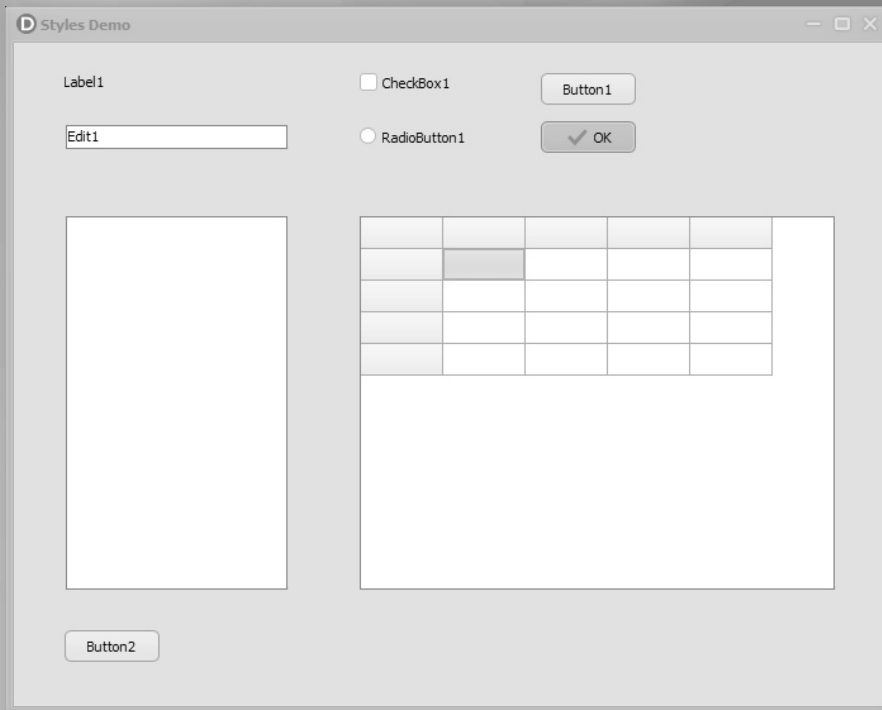 D Styles Demo
Label1
CheckBox1
Button1
Edit1
RadioButton1
OK
Button2